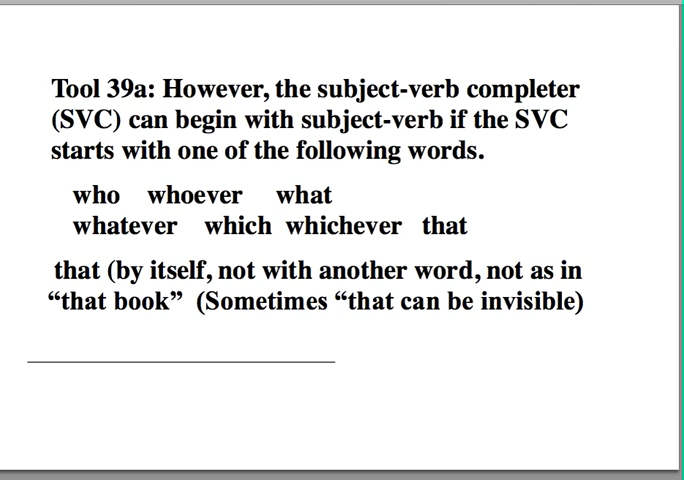 Tool 39a: However, the subject-verb completer
(SVC) can begin with subject-verb if the SVC
starts with one of the following words.
who whoever what
whatever which whichever that
that (by itself, not with another word, not as in
“that book” (Sometimes “that can be invisible)